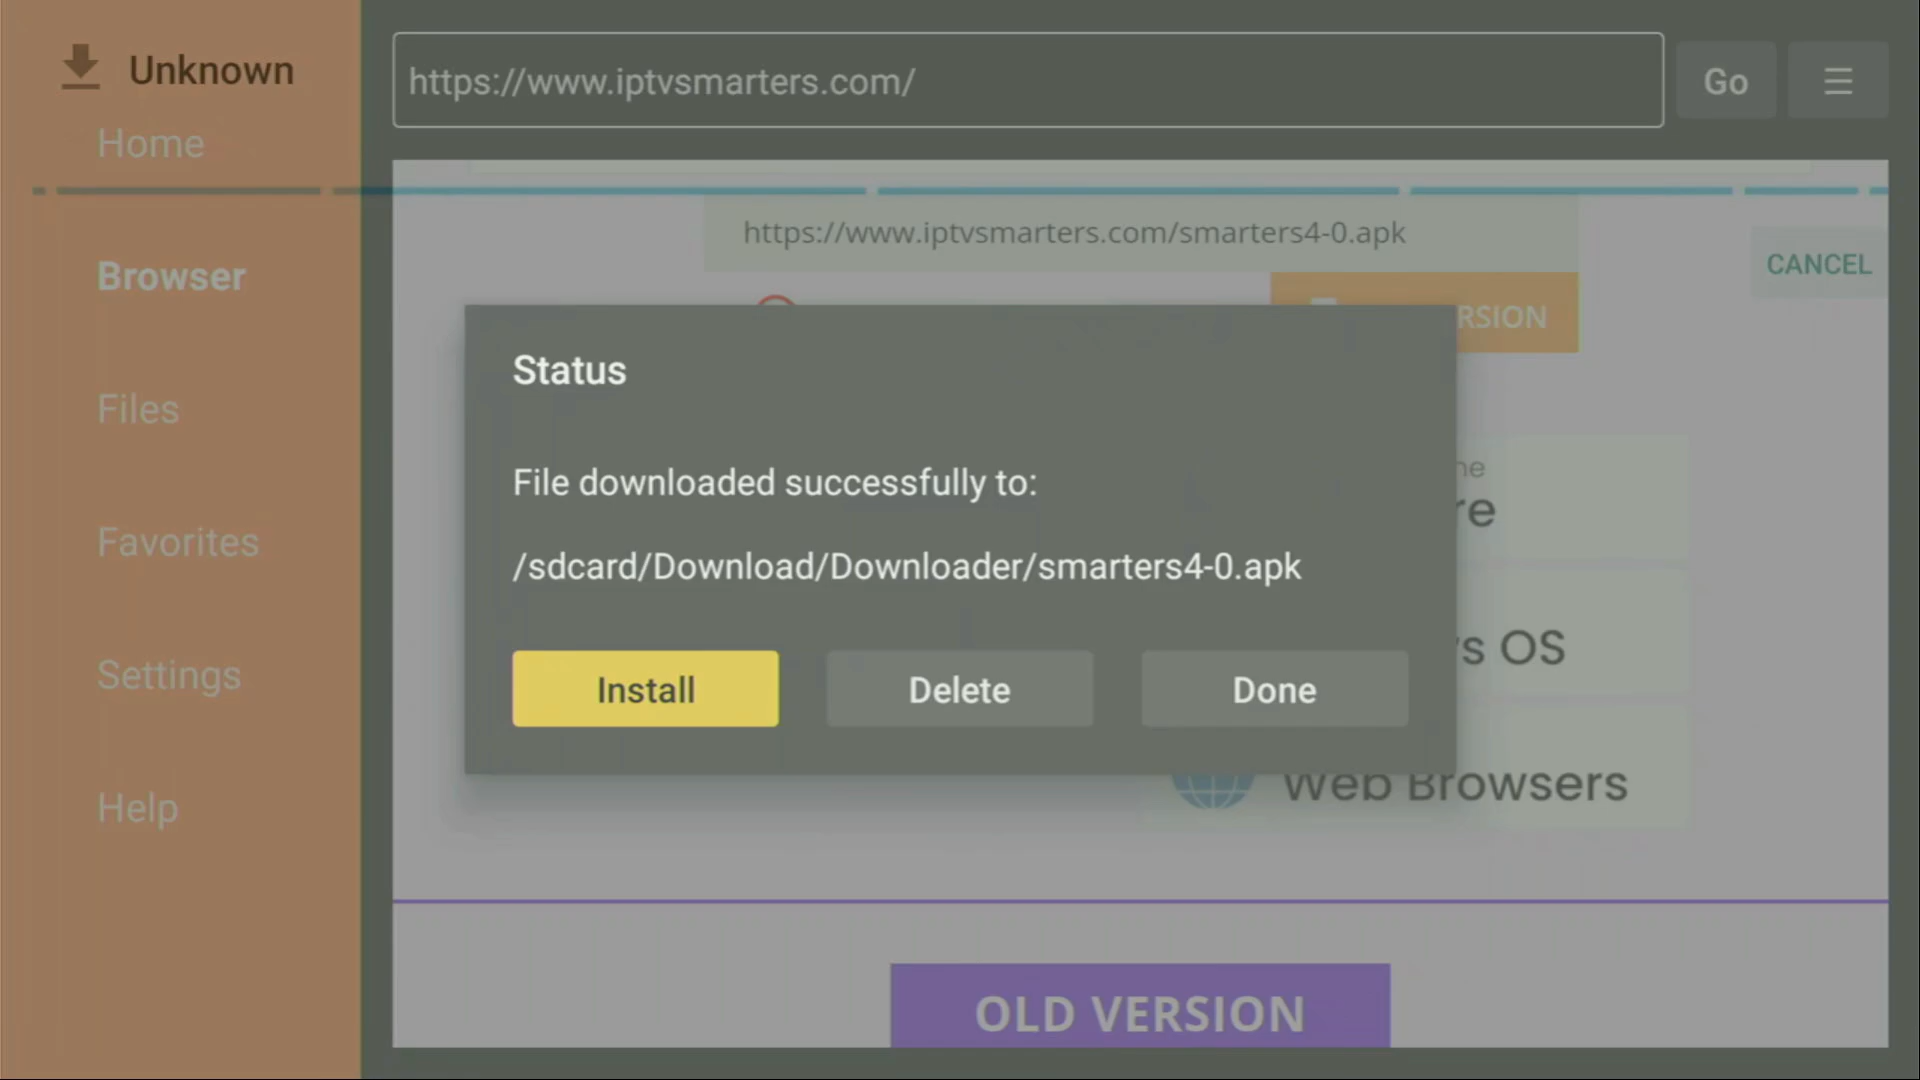 Unknown
Home
Browser
Files
Favorites
Settings
Help
https://www.iptvsmarters.com/
Go
https://www.iptvsmarters.com/smarters4-0.apk
CANCEL
Status
File downloaded successfully to:
/sdcard/Download/Downloader/smarters4-0.apk
Install
Delete
Done
OS
Web Browsers
OLD VERSION